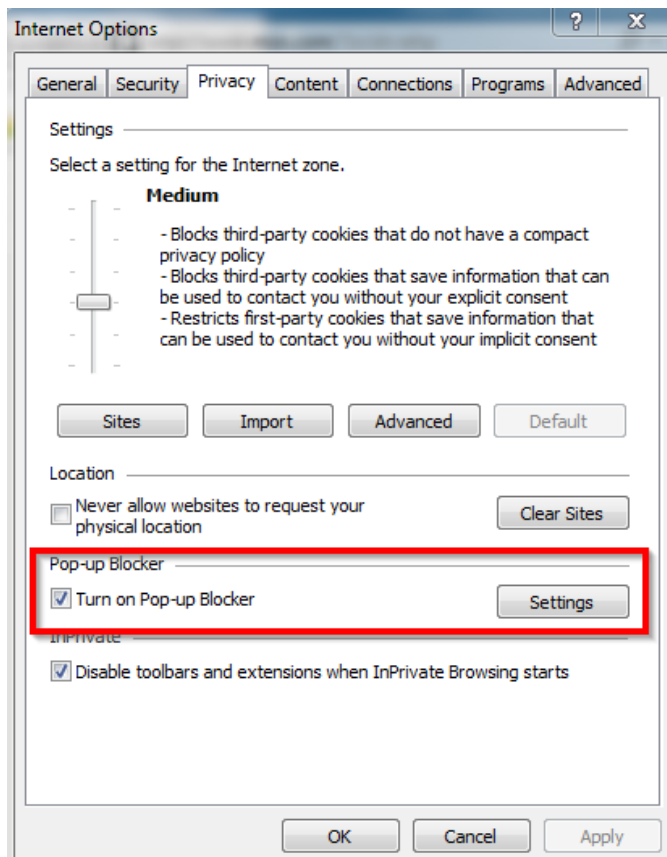 Internet Options
?
X
General Security Privacy Content Connections Programs Advanced
Settings
Select a setting for the Internet zone.
Medium
- Blocks third-party cookies that do not have a compact
privacy policy
- Blocks third-party cookies that save information that can
be used to contact you without your explicit consent
- Restricts first-party cookies that save information that
can be used to contact you without your implicit consent
Sites Import Advanced Default
Location
Never allow websites to request your
physical location
Clear Sites
Pop-up Blocker
Turn on Pop-up Blocker
Settings
InPrivate
Disable toolbars and extensions when InPrivate Browsing starts
OK Cancel Apply